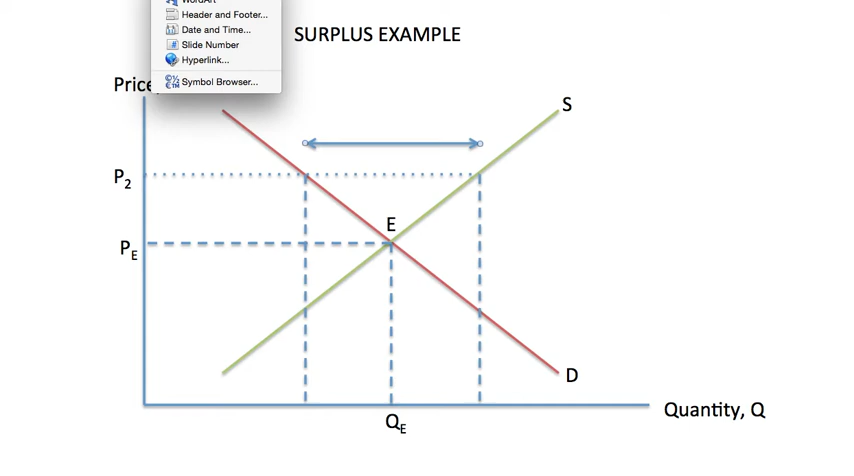 WordArt
Header and Footer...
Date and Time...
Slide Number
Hyperlink...
Symbol Browser...
SURPLUS EXAMPLE
Price,
S
P2
E
PE
D
Quantity, Q
QE